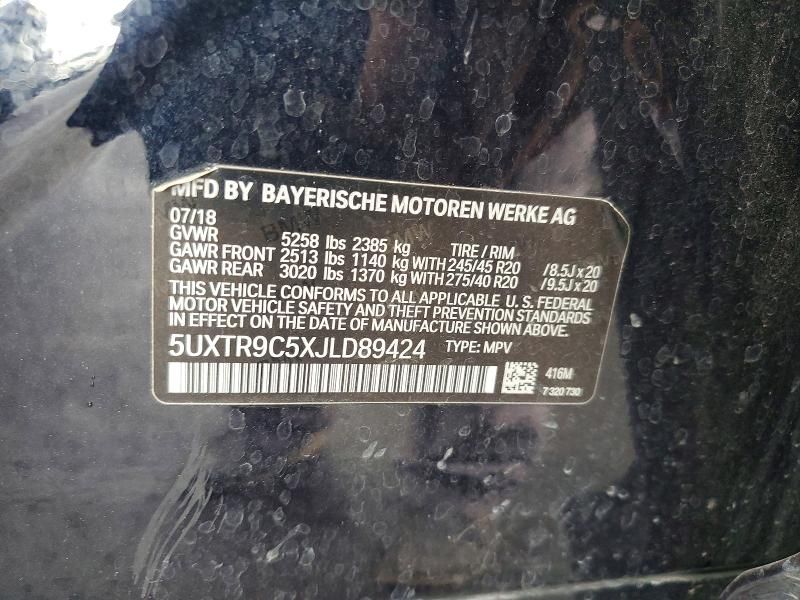 MFD BY BAYERISCHE MOTOREN WERKE AG
07/18
GVWR 5258 lbs 2385 kg TIRE / RIM
GAWR FRONT 2513 lbs 1140 kg WITH 245/45 R20 /8.5J x 20
GAWR REAR 3020 lbs 1370 kg WITH 275/40 R20 /9.5J x 20
THIS VEHICLE CONFORMS TO ALL APPLICABLE U. S. FEDERAL
MOTOR VEHICLE SAFETY AND THEFT PREVENTION STANDARDS
IN EFFECT ON THE DATE OF MANUFACTURE SHOWN ABOVE.
5UXTR9C5XJLD89424 TYPE: MPV
416M
7 320 730